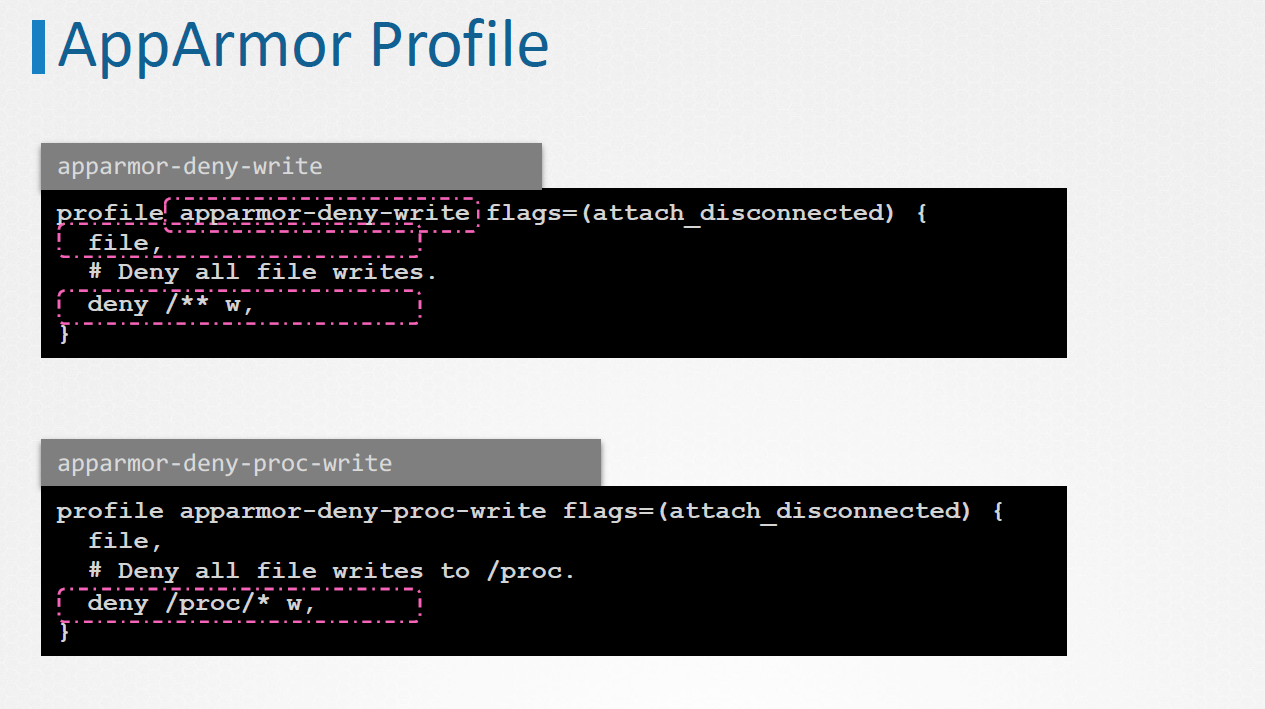 AppArmor Profile
apparmor-deny-write
profile apparmor-deny-write flags=(attach_disconnected) {
file,
# Deny all file writes.
deny /** w,
}
apparmor-deny-proc-write
profile apparmor-deny-proc-write flags=(attach_disconnected) {
file,
# Deny all file writes to /proc.
deny /proc/* w,
}